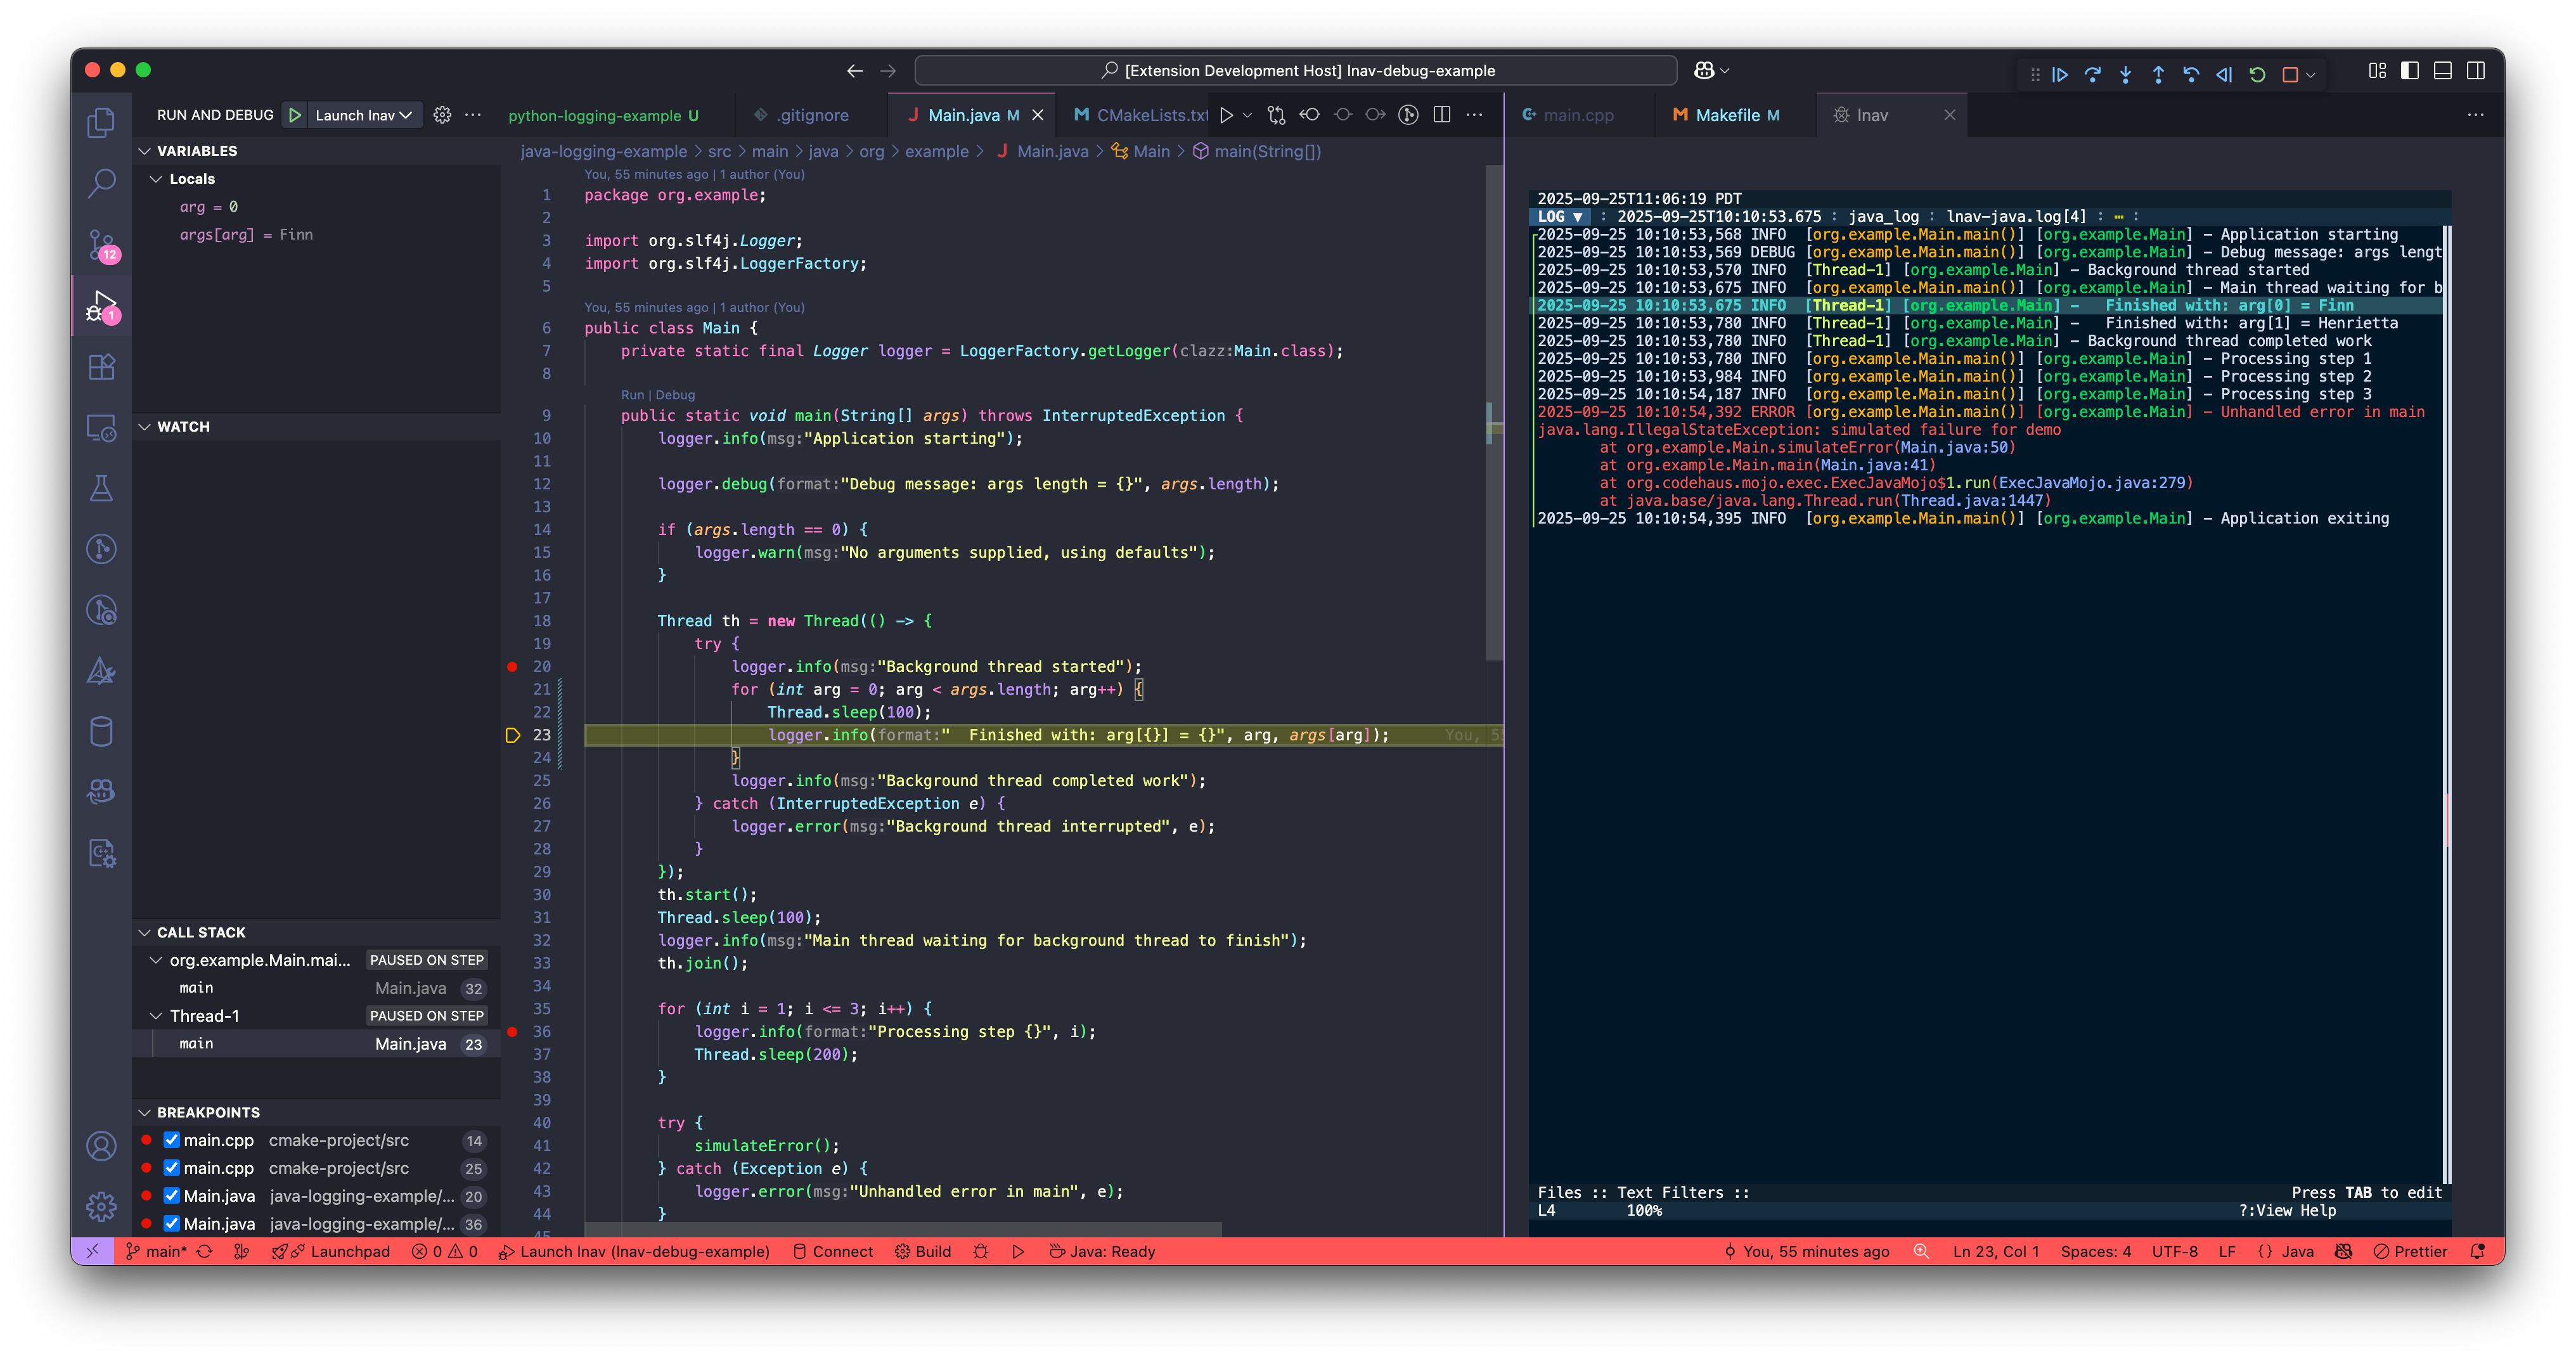 [Extension Development Host] lnav-debug-example
RUN AND DEBUG
Launch lnav
VARIABLES
Locals
arg = 0
args[arg] = Finn
WATCH
CALL STACK
org.example.Main.mai... PAUSED ON STEP
main Main.java 32
Thread-1 PAUSED ON STEP
main Main.java 23
BREAKPOINTS
main.cpp cmake-project/src 14
main.cpp cmake-project/src 25
Main.java java-logging-example/... 20
Main.java java-logging-example/... 36
12
1
python-logging-example U
.gitignore
Main.java M
CMakeLists.txt
java-logging-example > src > main > java > org > example > Main.java > Main > main(String[])
You, 55 minutes ago | 1 author (You)
1 package org.example;
2
3 import org.slf4j.Logger;
4 import org.slf4j.LoggerFactory;
5
You, 55 minutes ago | 1 author (You)
6 public class Main {
7 private static final Logger logger = LoggerFactory.getLogger(clazz:Main.class);
8
Run | Debug
9 public static void main(String[] args) throws InterruptedException {
10 logger.info(msg:"Application starting");
11
12 logger.debug(format:"Debug message: args length = {}", args.length);
13
14 if (args.length == 0) {
15 logger.warn(msg:"No arguments supplied, using defaults");
16 }
17
18 Thread th = new Thread(() -> {
19 try {
20 logger.info(msg:"Background thread started");
21 for (int arg = 0; arg < args.length; arg++) {
22 Thread.sleep(100);
23 logger.info(format:"  Finished with: arg[{}] = {}", arg, args[arg]); You, 55
24 }
25 logger.info(msg:"Background thread completed work");
26 } catch (InterruptedException e) {
27 logger.error(msg:"Background thread interrupted", e);
28 }
29 });
30 th.start();
31 Thread.sleep(100);
32 logger.info(msg:"Main thread waiting for background thread to finish");
33 th.join();
34
35 for (int i = 1; i <= 3; i++) {
36 logger.info(format:"Processing step {}", i);
37 Thread.sleep(200);
38 }
39
40 try {
41 simulateError();
42 } catch (Exception e) {
43 logger.error(msg:"Unhandled error in main", e);
44 }
45
main.cpp
Makefile M
lnav
2025-09-25T11:06:19 PDT
LOG ▼ : 2025-09-25T10:10:53.675 : java_log : lnav-java.log[4] : ⋯ :
2025-09-25 10:10:53,568 INFO [org.example.Main.main()] [org.example.Main] - Application starting
2025-09-25 10:10:53,569 DEBUG [org.example.Main.main()] [org.example.Main] - Debug message: args lengt
2025-09-25 10:10:53,570 INFO [Thread-1] [org.example.Main] - Background thread started
2025-09-25 10:10:53,675 INFO [org.example.Main.main()] [org.example.Main] - Main thread waiting for b
2025-09-25 10:10:53,675 INFO [Thread-1] [org.example.Main] -   Finished with: arg[0] = Finn
2025-09-25 10:10:53,780 INFO [Thread-1] [org.example.Main] -   Finished with: arg[1] = Henrietta
2025-09-25 10:10:53,780 INFO [Thread-1] [org.example.Main] - Background thread completed work
2025-09-25 10:10:53,780 INFO [org.example.Main.main()] [org.example.Main] - Processing step 1
2025-09-25 10:10:53,984 INFO [org.example.Main.main()] [org.example.Main] - Processing step 2
2025-09-25 10:10:54,187 INFO [org.example.Main.main()] [org.example.Main] - Processing step 3
2025-09-25 10:10:54,392 ERROR [org.example.Main.main()] [org.example.Main] - Unhandled error in main
java.lang.IllegalStateException: simulated failure for demo
at org.example.Main.simulateError(Main.java:50)
at org.example.Main.main(Main.java:41)
at org.codehaus.mojo.exec.ExecJavaMojo$1.run(ExecJavaMojo.java:279)
at java.base/java.lang.Thread.run(Thread.java:1447)
2025-09-25 10:10:54,395 INFO [org.example.Main.main()] [org.example.Main] - Application exiting
Files :: Text Filters :: Press TAB to edit
L4 100% ?:View Help
main* Launchpad 0 0 Launch lnav (lnav-debug-example) Connect Build Java: Ready You, 55 minutes ago Ln 23, Col 1 Spaces: 4 UTF-8 LF {} Java Prettier